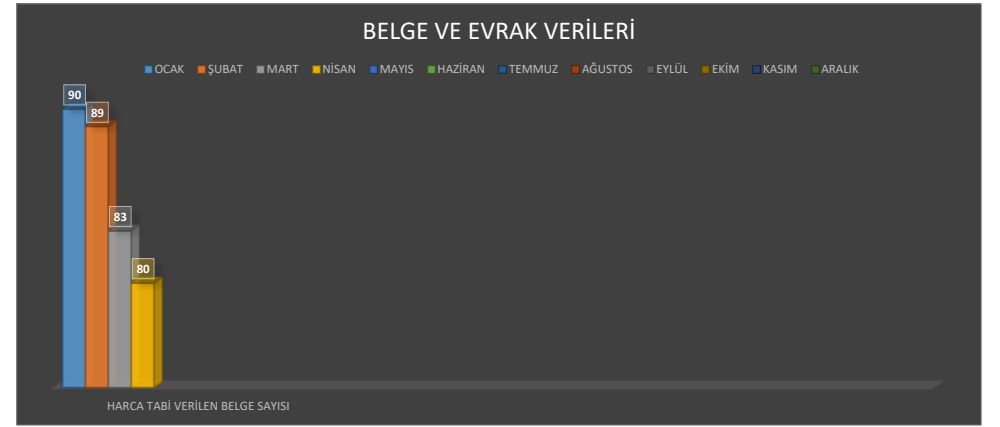 BELGE VE EVRAK VERİLERİ
OCAK ŞUBAT MART NİSAN MAYIS HAZİRAN TEMMUZ AĞUSTOS EYLÜL EKİM KASIM ARALIK
90
89
83
80
HARCA TABİ VERİLEN BELGE SAYISI